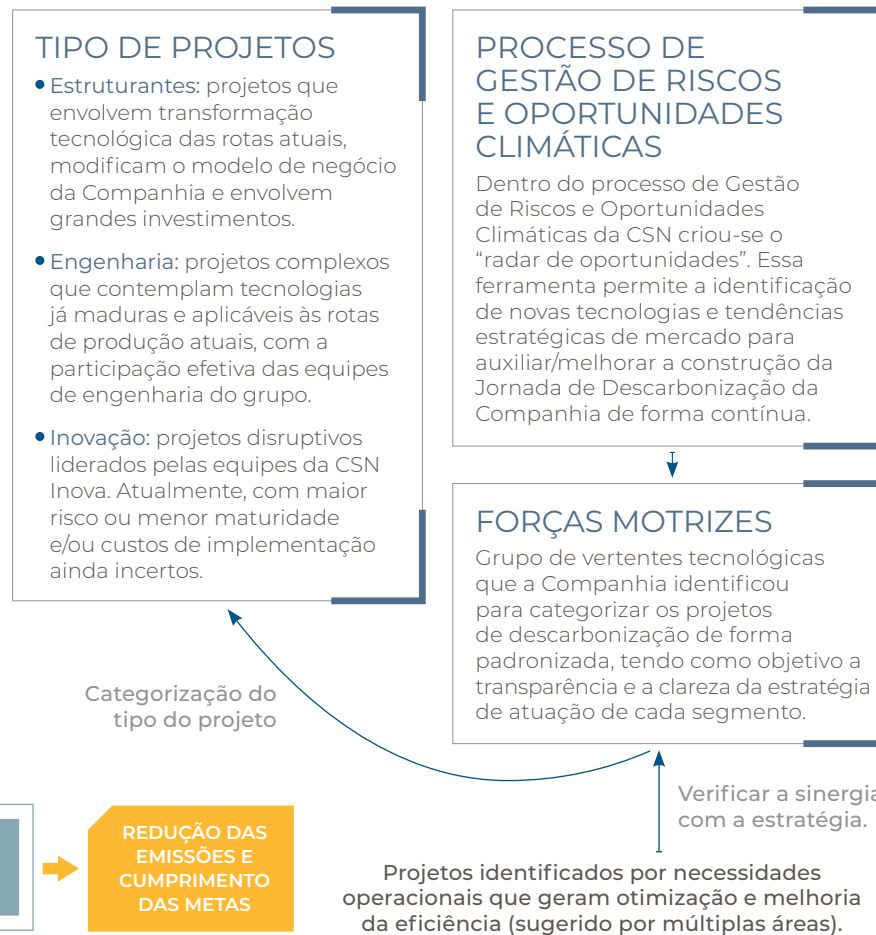 TIPO DE PROJETOS
• Estruturantes: projetos que
envolvem transformação
tecnológica das rotas atuais,
modificam o modelo de negócio
da Companhia e envolvem
grandes investimentos.
• Engenharia: projetos complexos
que contemplam tecnologias
já maduras e aplicáveis às rotas
de produção atuais, com a
participação efetiva das equipes
de engenharia do grupo.
• Inovação: projetos disruptivos
liderados pelas equipes da CSN
Inova. Atualmente, com maior
risco ou menor maturidade
e/ou custos de implementação
ainda incertos.
PROCESSO DE
GESTÃO DE RISCOS
E OPORTUNIDADES
CLIMÁTICAS
Dentro do processo de Gestão
de Riscos e Oportunidades
Climáticas da CSN criou-se o
“radar de oportunidades”. Essa
ferramenta permite a identificação
de novas tecnologias e tendências
estratégicas de mercado para
auxiliar/melhorar a construção da
Jornada de Descarbonização da
Companhia de forma contínua.
FORÇAS MOTRIZES
Grupo de vertentes tecnológicas
que a Companhia identificou
para categorizar os projetos
de descarbonização de forma
padronizada, tendo como objetivo a
transparência e a clareza da estratégia
de atuação de cada segmento.
Categorização do
tipo do projeto
Verificar a sinergia
com a estratégia.
REDUÇÃO DAS
EMISSÕES E
CUMPRIMENTO
DAS METAS
Projetos identificados por necessidades
operacionais que geram otimização e melhoria
da eficiência (sugerido por múltiplas áreas).